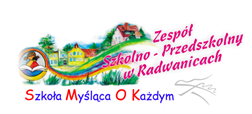 Zespół
Szkolno - Przedszkolny
w Radwanicach
Szkoła Myśląca O Każdym